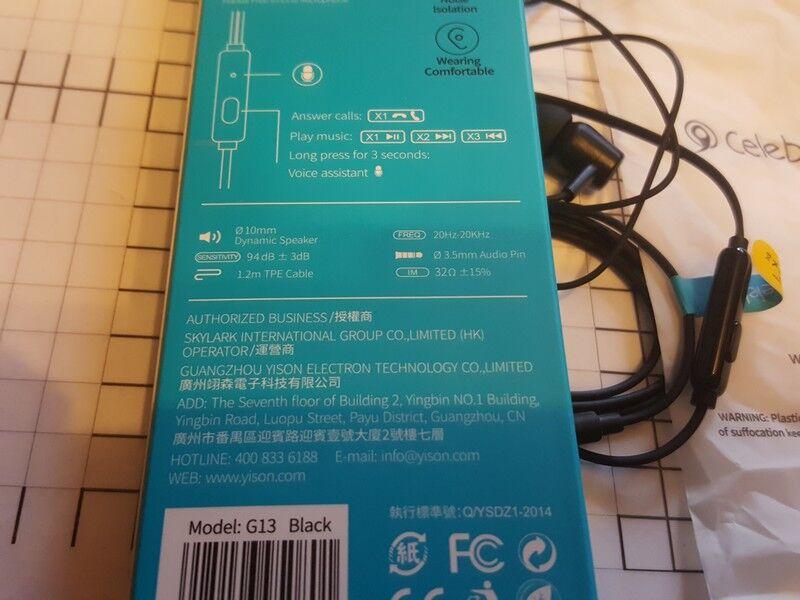 Noise
Isolation
Wearing
Comfortable
Answer calls: X1
Play music: X1 X2 X3
Long press for 3 seconds:
Voice assistant
Ø10mm
Dynamic Speaker
SENSITIVITY 94dB ± 3dB
1.2m TPE Cable
FREQ 20Hz-20KHz
Ø 3.5mm Audio Pin
IM 32Ω ±15%
AUTHORIZED BUSINESS/授權商
SKYLARK INTERNATIONAL GROUP CO.,LIMITED (HK)
OPERATOR/運營商
GUANGZHOU YISON ELECTRON TECHNOLOGY CO.,LIMITED
廣州翊森電子科技有限公司
ADD: The Seventh floor of Building 2, Yingbin NO.1 Building,
Yingbin Road, Luopu Street, Payu District, Guangzhou, CN
廣州市番禺區迎賓路迎賓壹號大廈2號樓七層
HOTLINE: 400 833 6188 E-mail: info@yison.com
WEB: www.yison.com
Model: G13 Black
執行標準號: Q/YSDZ1-2014
紙 FC
CE
celeb
WARNING: Plasti
of suffocation kee